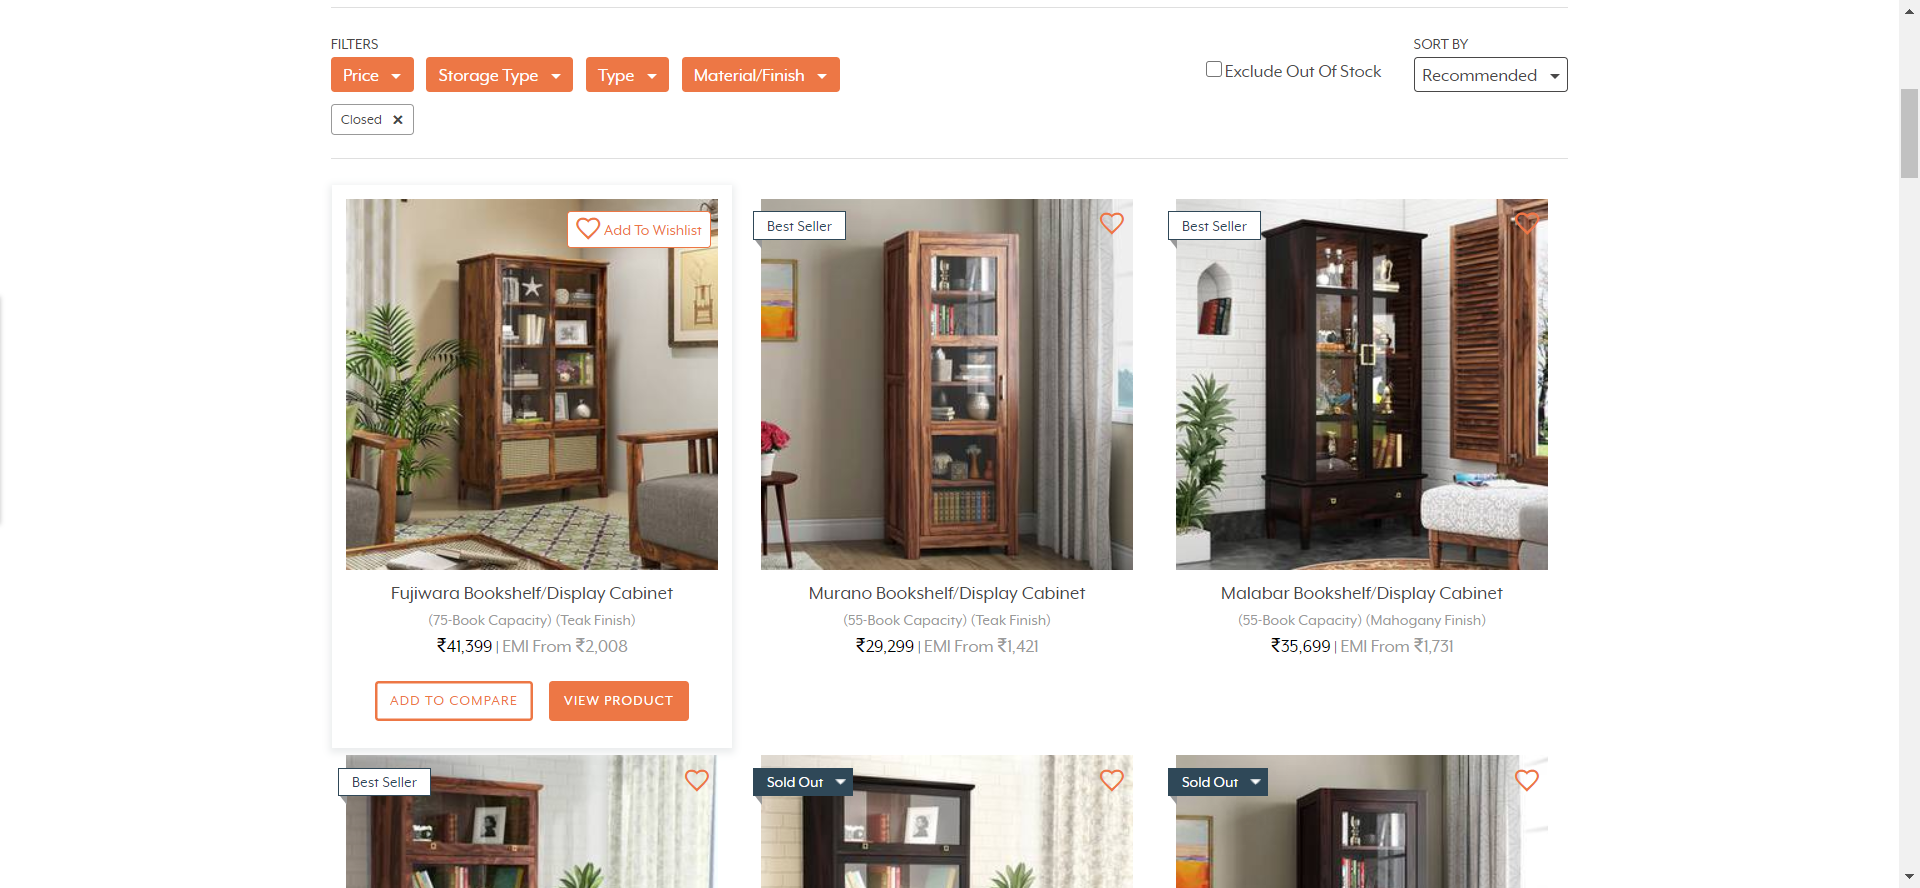 FILTERS
SORT BY
Price
Storage Type
Type
Material/Finish
Exclude Out Of Stock
Recommended
Closed ✕
Add To Wishlist
Best Seller
Best Seller
Fujiwara Bookshelf/Display Cabinet
(75-Book Capacity) (Teak Finish)
₹41,399 | EMI From ₹2,008
ADD TO COMPARE
VIEW PRODUCT
Murano Bookshelf/Display Cabinet
(55-Book Capacity) (Teak Finish)
₹29,299 | EMI From ₹1,421
Malabar Bookshelf/Display Cabinet
(55-Book Capacity) (Mahogany Finish)
₹35,699 | EMI From ₹1,731
Best Seller
Sold Out
Sold Out